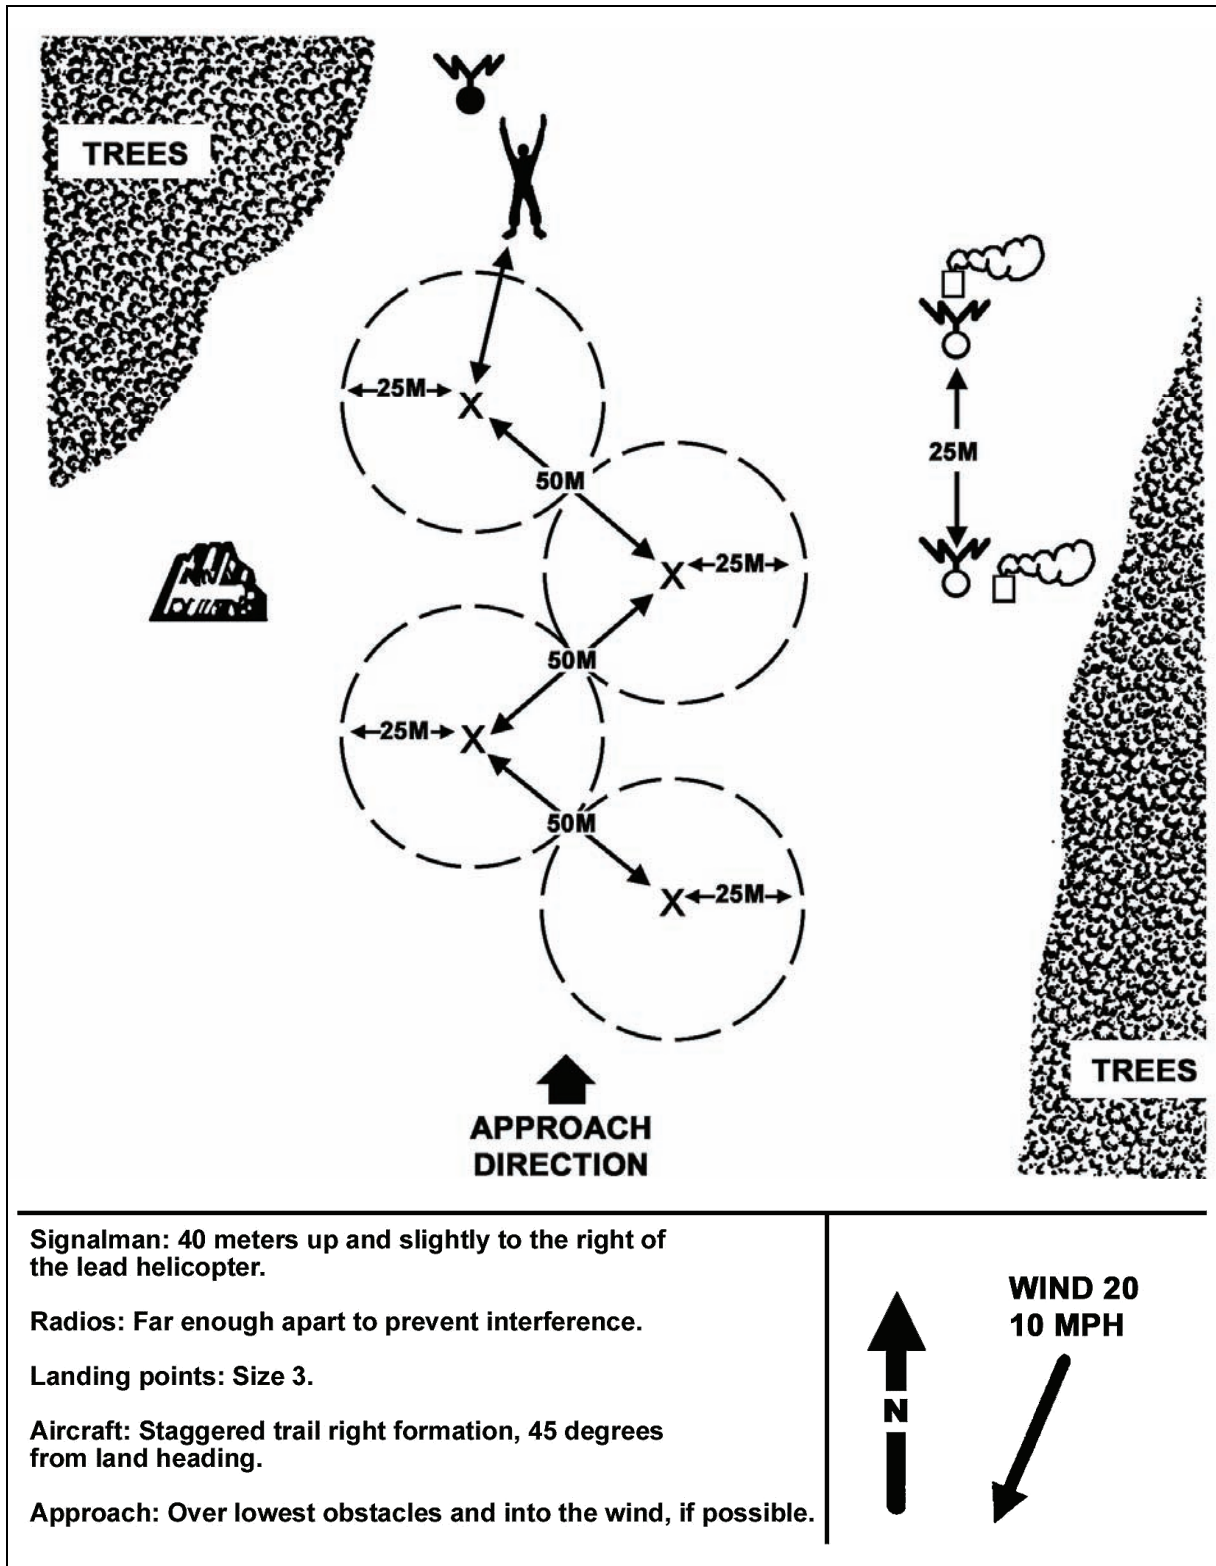 TREES
25M
X
50M
25M
X
25M
50M
25M
X
50M
X
25M
TREES
APPROACH
DIRECTION
Signalman: 40 meters up and slightly to the right of
the lead helicopter.
Radios: Far enough apart to prevent interference.
Landing points: Size 3.
Aircraft: Staggered trail right formation, 45 degrees
from land heading.
Approach: Over lowest obstacles and into the wind, if possible.
N
WIND 20
10 MPH